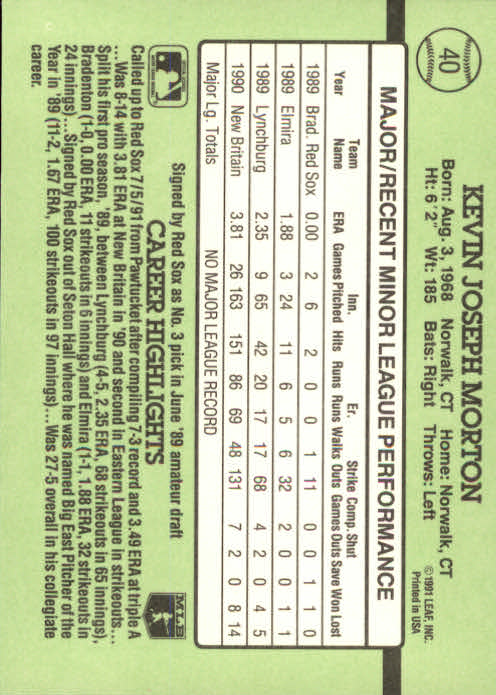 40
KEVIN JOSEPH MORTON
Born: Aug. 3, 1968 Norwalk, CT Home: Norwalk, CT
Ht: 6' 2" Wt: 185 Bats: Right Throws: Left
©1991 LEAF, INC.
Printed in USA
MAJOR/RECENT MINOR LEAGUE PERFORMANCE
Team Inn. Er. Strike Comp. Shut
Year Name ERA Games Pitched Hits Runs Runs Walks Outs Games Outs Save Won Lost
1989 Brad. Red Sox 0.00 2 6 2 0 0 1 11 0 0 1 1 0
1989 Elmira 1.88 3 24 11 6 5 6 32 2 0 0 1 1
1989 Lynchburg 2.35 9 65 42 20 17 17 68 4 2 0 4 5
1990 New Britain 3.81 26 163 151 86 69 48 131 7 2 0 8 14
Major Lg. Totals NO MAJOR LEAGUE RECORD
Signed by Red Sox as No. 3 pick in June '89 amateur draft
CAREER HIGHLIGHTS
MLB
Called up to Red Sox 7/5/91 from Pawtucket after compiling 7-3 record and 3.49 ERA at triple A
...Was 8-14 with 3.81 ERA at New Britain in '90 and second in Eastern League in strikeouts...
Split his first pro season, '89, between Lynchburg (4-5, 2.35 ERA, 68 strikeouts in 65 innings),
Bradenton (1-0, 0.00 ERA, 11 strikeouts in 6 innings) and Elmira (1-1, 1.88 ERA, 32 strikeouts in
24 innings)...Signed by Red Sox out of Seton Hall where he was named Big East Pitcher of the
Year in '89 (11-2, 1.67 ERA, 100 strikeouts in 97 innings)...Was 27-5 overall in his collegiate
career.